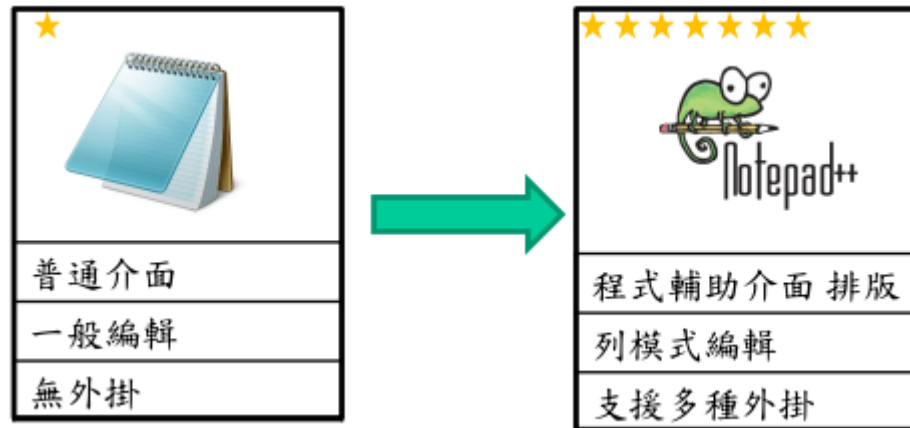 普通介面
一般編輯
無外掛
Notepad++
程式輔助介面 排版
列模式編輯
支援多種外掛